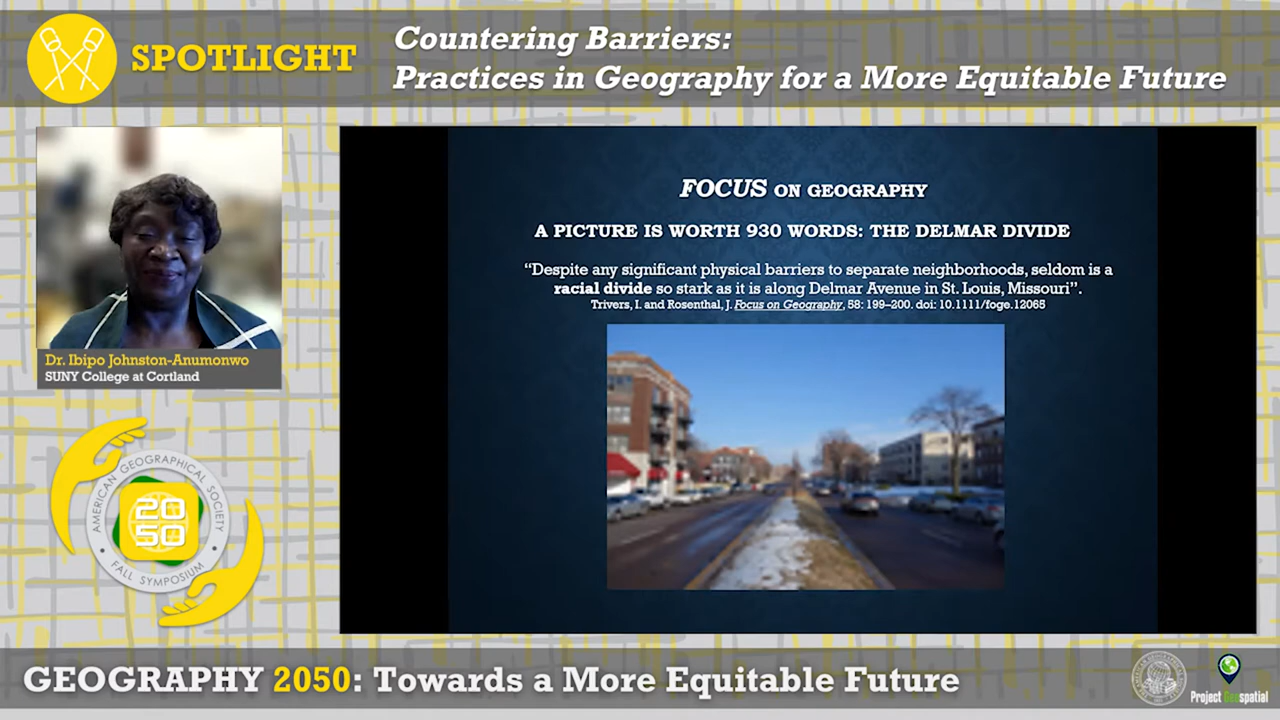 SPOTLIGHT
Countering Barriers:
Practices in Geography for a More Equitable Future
FOCUS ON GEOGRAPHY
A PICTURE IS WORTH 930 WORDS: THE DELMAR DIVIDE
“Despite any significant physical barriers to separate neighborhoods, seldom is a
racial divide so stark as it is along Delmar Avenue in St. Louis, Missouri”.
Trivers, I. and Rosenthal, J. Focus on Geography, 58: 199–200. doi: 10.1111/foge.12065
Dr. Ibipo Johnston-Anumonwo
SUNY College at Cortland
AMERICAN GEOGRAPHICAL SOCIETY
20
50
FALL SYMPOSIUM
GEOGRAPHY 2050: Towards a More Equitable Future
Project Geospatial